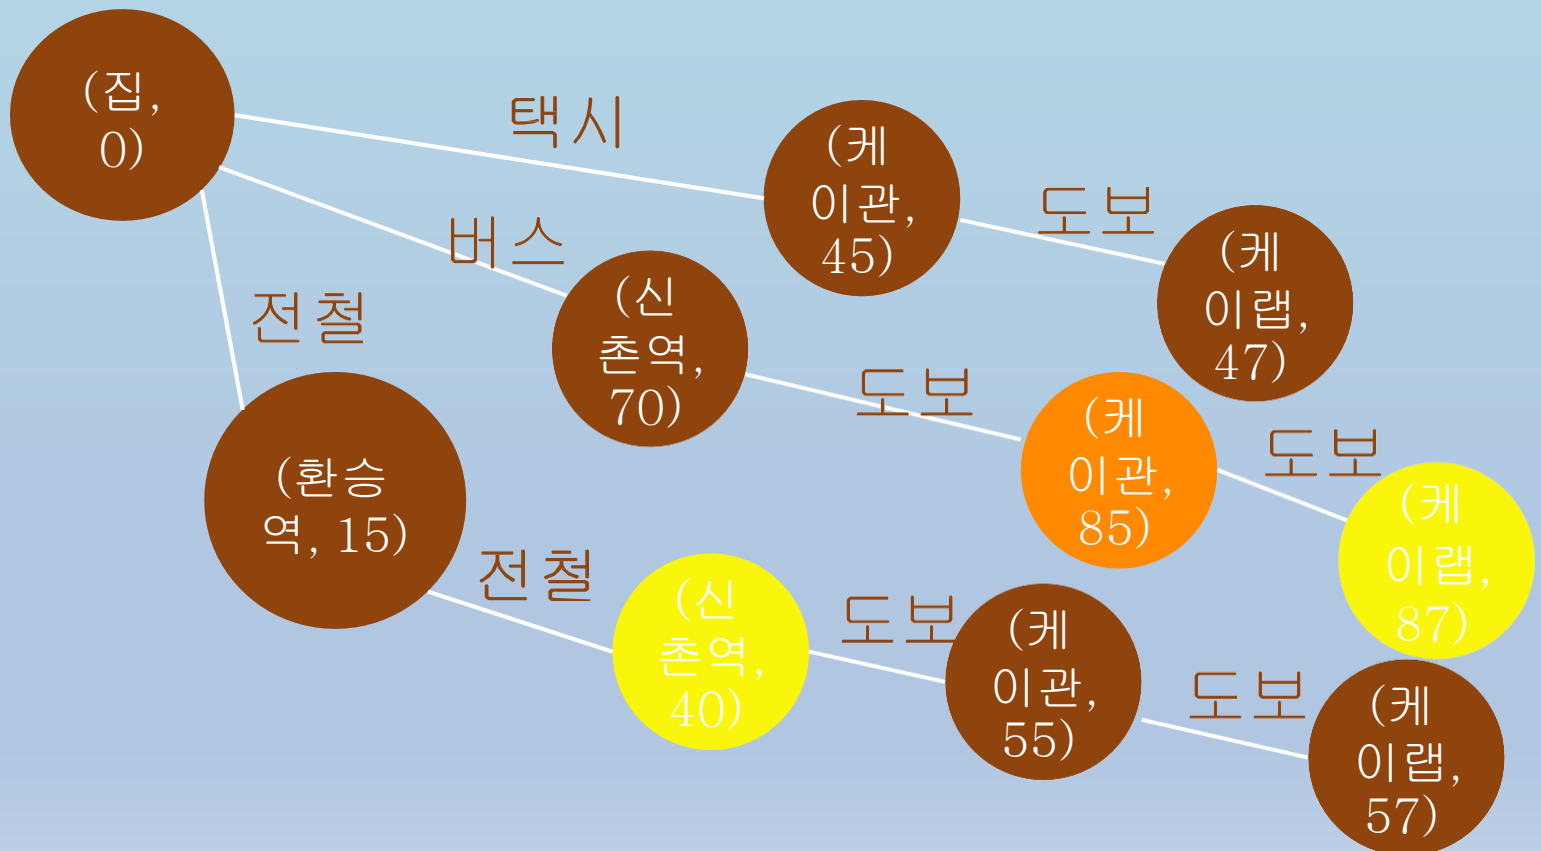 (집,
0)
택시
(케
이관,
45)
도보
(케
이랩,
47)
버스
(신
촌역,
70)
도보
(케
이관,
85)
도보
(케
이랩,
87)
전철
(환승
역, 15)
전철
(신
촌역,
40)
도보
(케
이관,
55)
도보
(케
이랩,
57)